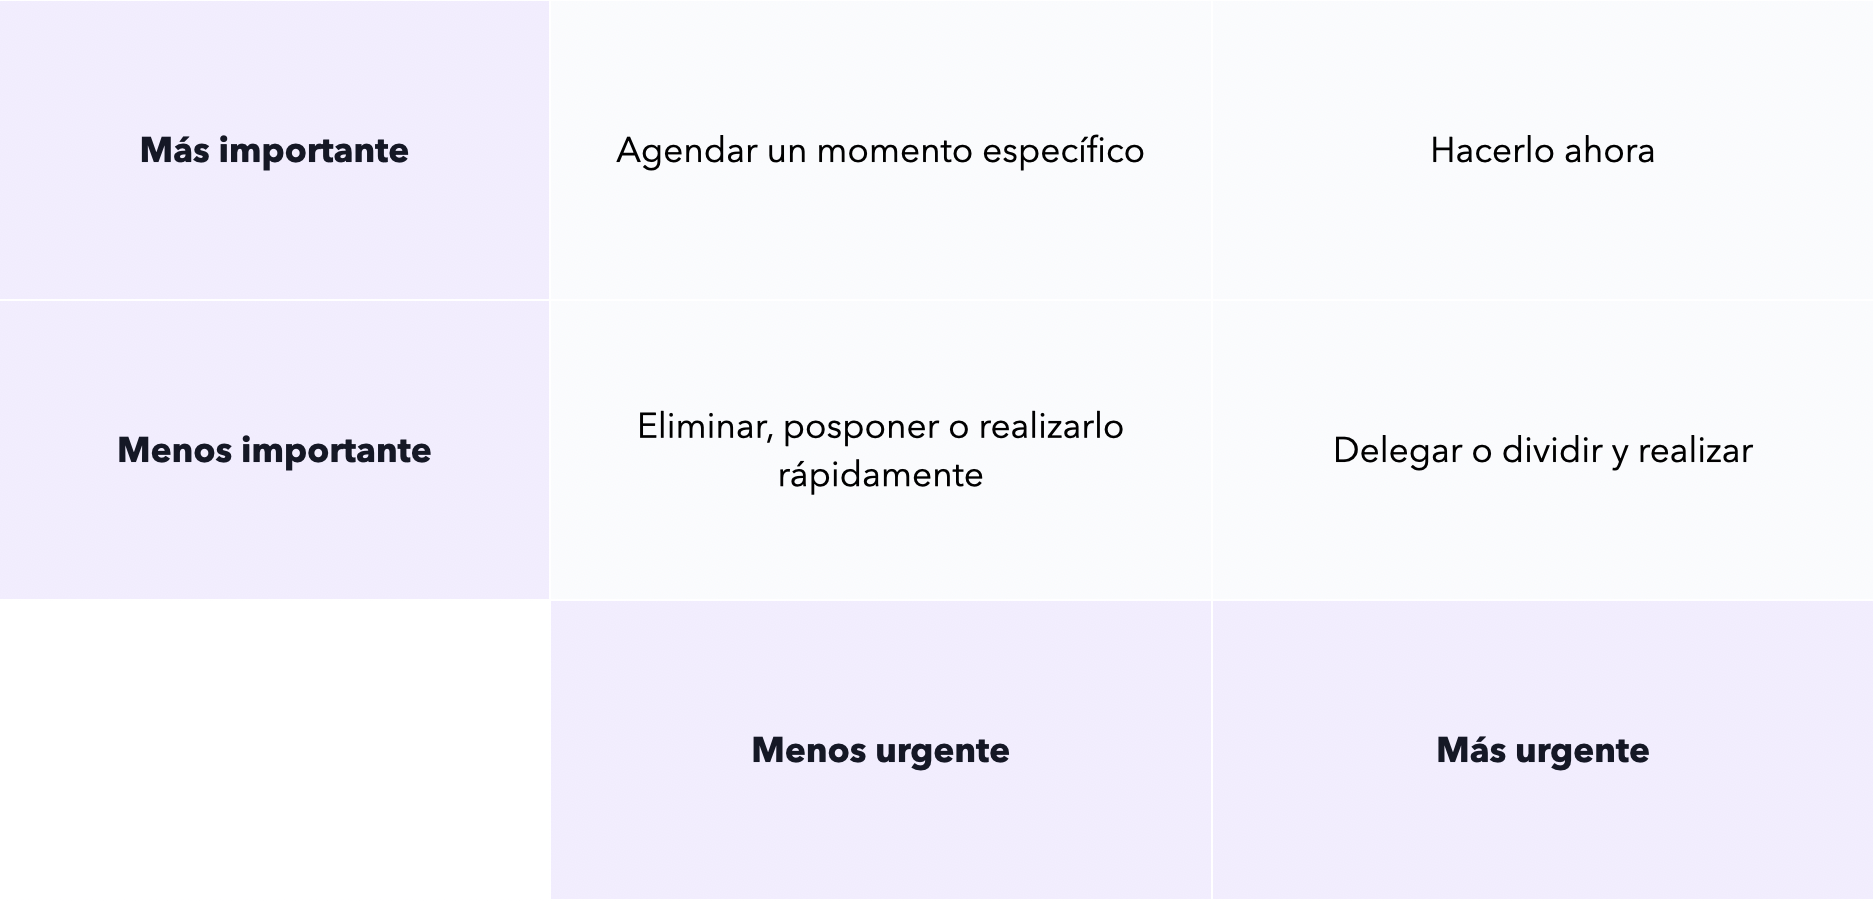 Más importante
Agendar un momento específico
Hacerlo ahora
Menos importante
Eliminar, posponer o realizarlo
rápidamente
Delegar o dividir y realizar
Menos urgente
Más urgente